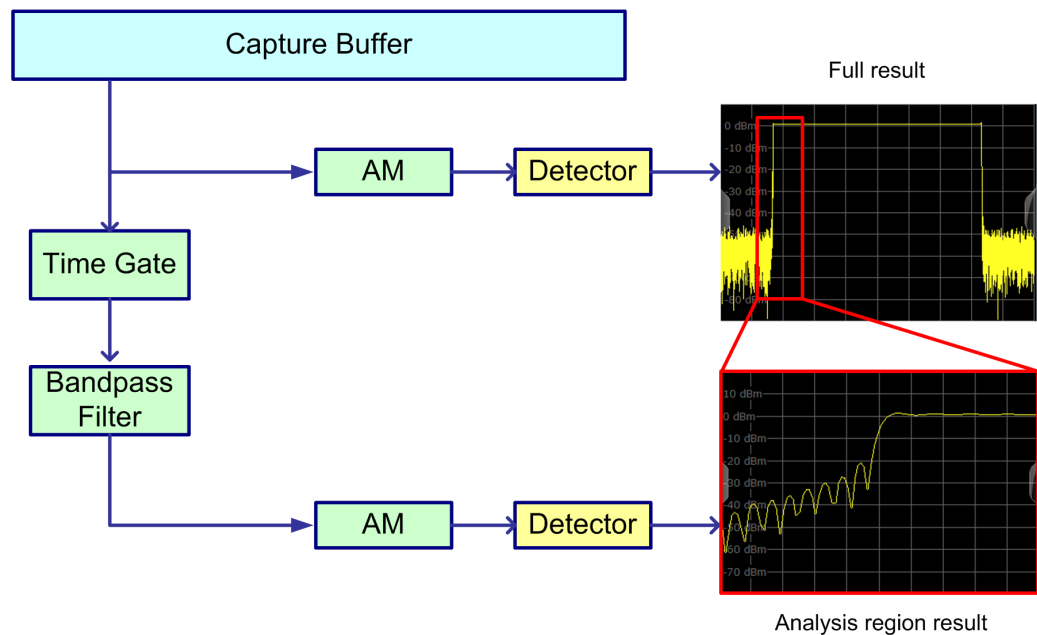 Capture Buffer
Full result
0 dBm
-10 dBm
-20 dBm
-30 dBm
-40 dBm
-80 dBm
AM
Detector
Time Gate
Bandpass
Filter
10 dBm
0 dBm
-10 dBm
-20 dBm
-30 dBm
-40 dBm
-50 dBm
-60 dBm
-70 dBm
AM
Detector
Analysis region result